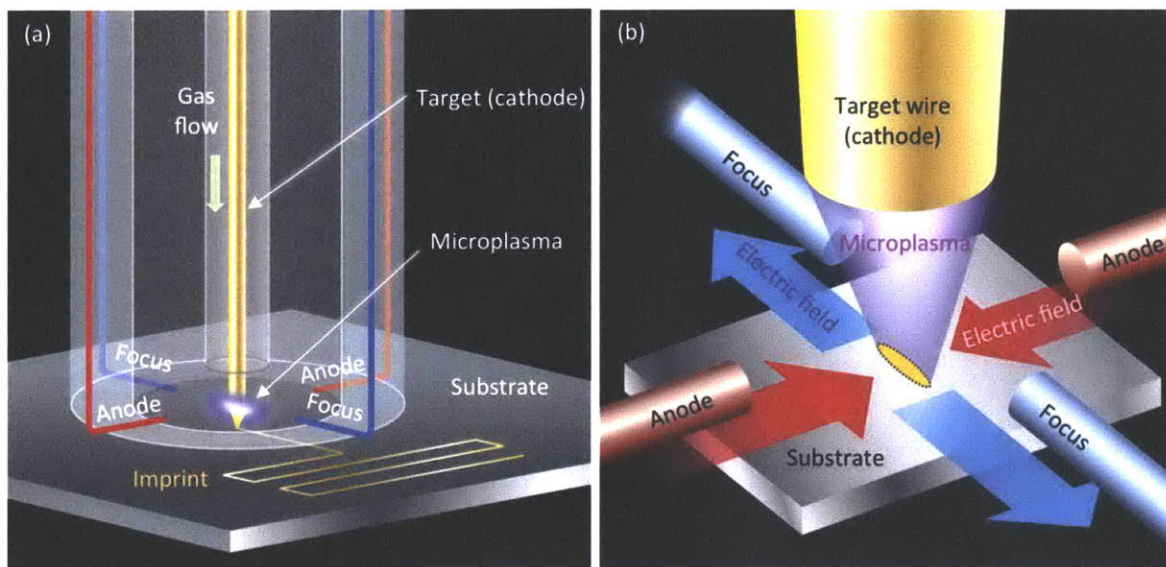 (a)
Gas
flow
Target (cathode)
Microplasma
Focus
Anode
Anode
Focus
Substrate
Imprint
(b)
Target wire
(cathode)
Focus
Microplasma
Electric field
Anode
Electric field
Anode
Focus
Substrate